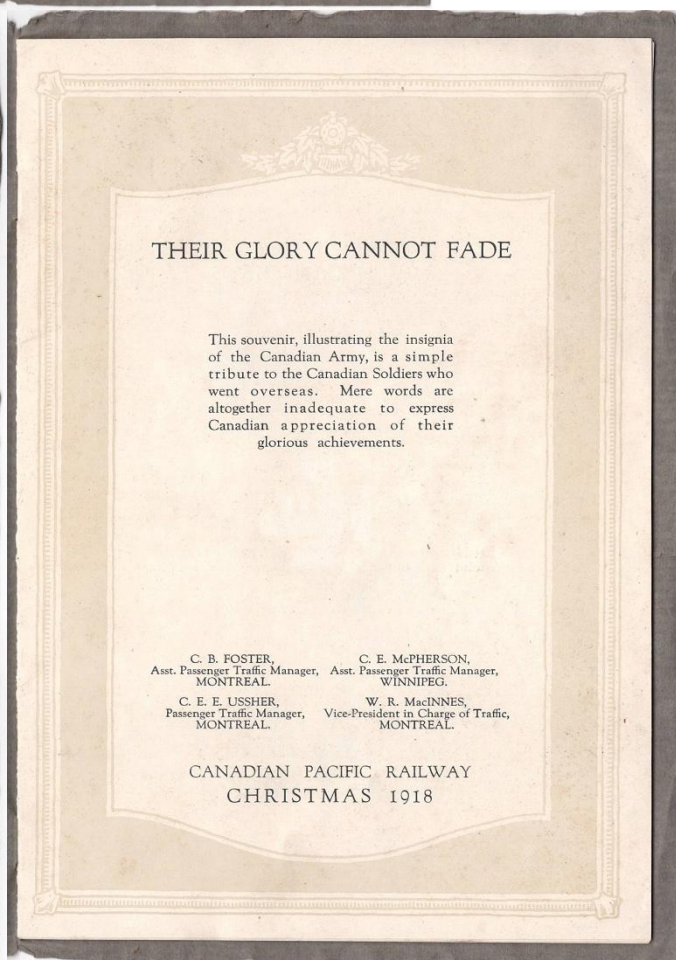 THEIR GLORY CANNOT FADE
This souvenir, illustrating the insignia
of the Canadian Army, is a simple
tribute to the Canadian Soldiers who
went overseas. Mere words are
altogether inadequate to express
Canadian appreciation of their
glorious achievements.
C. B. FOSTER,
Asst. Passenger Traffic Manager,
MONTREAL.
C. E. McPHERSON,
Asst. Passenger Traffic Manager,
WINNIPEG.
C. E. E. USSHER,
Passenger Traffic Manager,
MONTREAL.
W. R. MacINNES,
Vice-President in Charge of Traffic,
MONTREAL.
CANADIAN PACIFIC RAILWAY
CHRISTMAS 1918